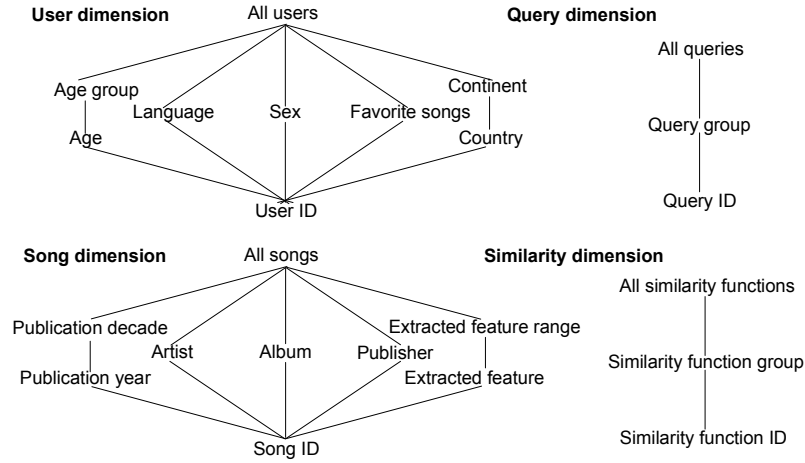 User dimension
All users
Age group
Language
Sex
Favorite songs
Continent
Age
Country
User ID
Query dimension
All queries
Query group
Query ID
Song dimension
All songs
Publication decade
Artist
Album
Publisher
Extracted feature range
Publication year
Extracted feature
Song ID
Similarity dimension
All similarity functions
Similarity function group
Similarity function ID